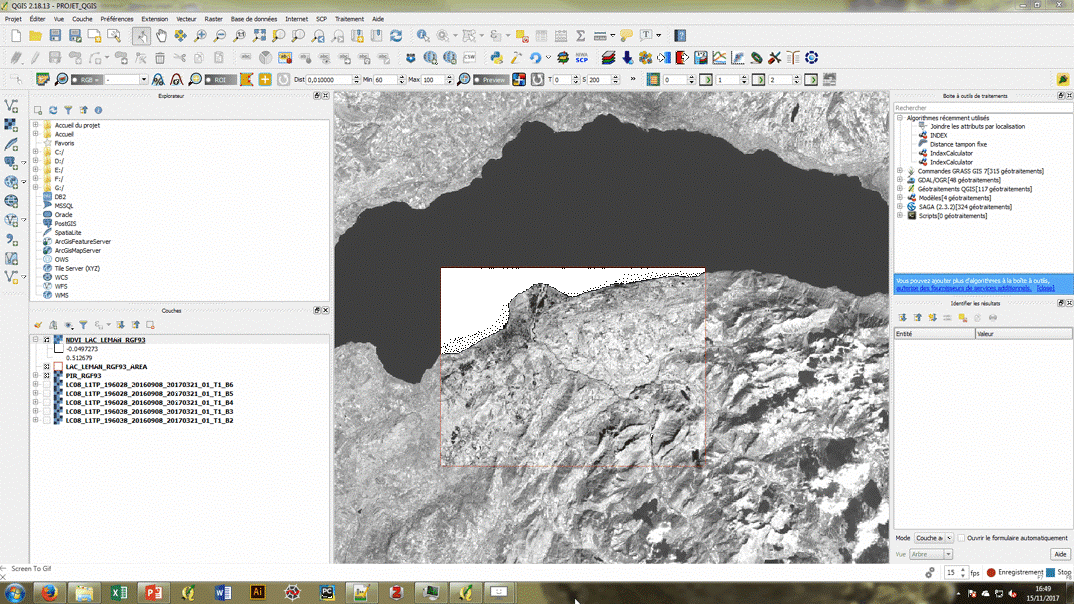 QGIS 2.18.13 - PROJET_QGIS
Projet Éditer Vue Couche Préférences Extension Vecteur Raster Base de données Internet SCP Traitement Aide
RGB = - ROI Dist 0,010000 Min 60 Max 100 Preview T 0 S 200 » 0 1 2
Explorateur
Accueil du projet
Accueil
Favoris
C:/
D:/
E:/
F:/
G:/
DB2
MSSQL
Oracle
PostGIS
SpatiaLite
ArcGisFeatureServer
ArcGisMapServer
OWS
Tile Server (XYZ)
WCS
WFS
WMS
Couches
NDVI_LAC_LEMAN_RGF93
-0.0497273
0.512679
LAC_LEMAN_RGF93_AREA
PIR_RGF93
LC08_L1TP_196028_20160908_20170321_01_T1_B6
LC08_L1TP_196028_20160908_20170321_01_T1_B5
LC08_L1TP_196028_20160908_20170321_01_T1_B4
LC08_L1TP_196028_20160908_20170321_01_T1_B3
LC08_L1TP_196028_20160908_20170321_01_T1_B2
Boite à outils de traitements
Rechercher
Algorithmes récemment utilisés
Joindre les attributs par localisation
INDEX
Distance tampon fixe
IndexCalculator
IndexCalculator
Commandes GRASS GIS 7[315 géotraitements]
GDAL/OGR[48 géotraitements]
Géotraitements QGIS[117 géotraitements]
Modèles[4 géotraitements]
SAGA (2.3.2)[324 géotraitements]
Scripts[0 géotraitements]
Vous pouvez ajouter plus d'algorithmes à la boîte à outils,
autorise des fournisseurs de services additionnels. [close]
Identifier les résultats
Entité Valeur
Mode Couche a Ouvrir le formulaire automatiquement
Vue Arbre Aide
Screen To Gif
15 fps Enregistrement Stop
16:49
15/11/2017